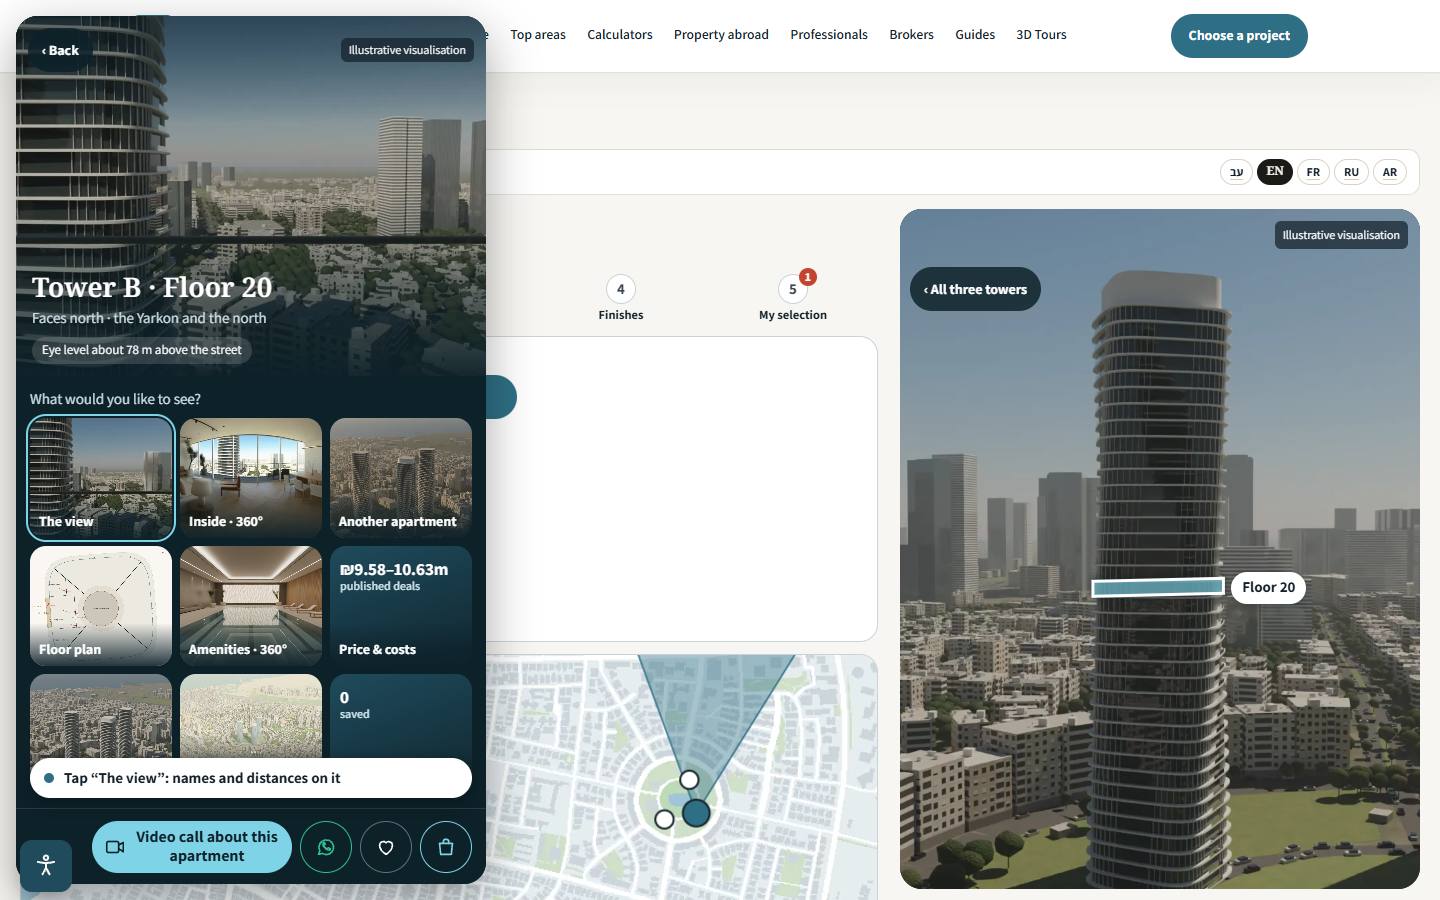 ‹ Back
Illustrative visualisation
Top areas
Calculators
Property abroad
Professionals
Brokers
Guides
3D Tours
Choose a project
עב
EN
FR
RU
AR
Tower B · Floor 20
Faces north · the Yarkon and the north
Eye level about 78 m above the street
4
Finishes
5
1
My selection
What would you like to see?
The view
Inside · 360°
Another apartment
Floor plan
Amenities · 360°
₪9.58–10.63m
published deals
Price & costs
0
saved
Tap “The view”: names and distances on it
Video call about this
apartment
Illustrative visualisation
‹ All three towers
Floor 20